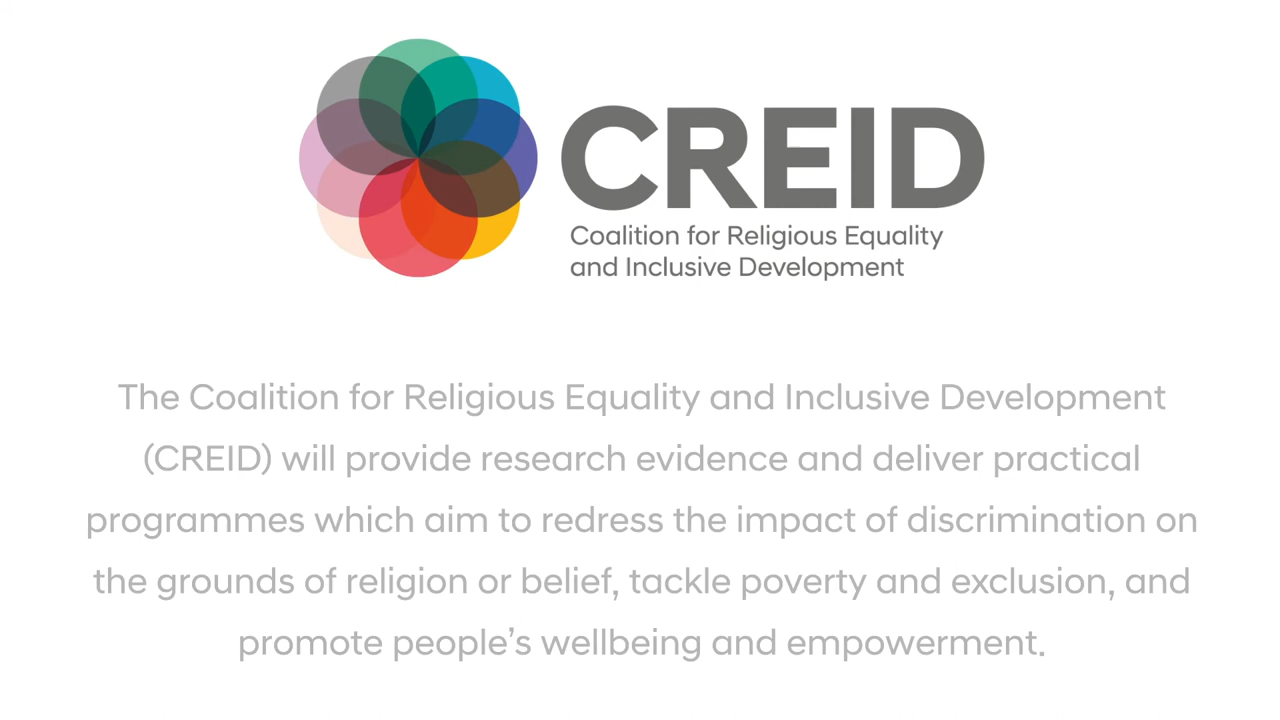 CREID
Coalition for Religious Equality
and Inclusive Development
The Coalition for Religious Equality and Inclusive Development
(CREID) will provide research evidence and deliver practical
programmes which aim to redress the impact of discrimination on
the grounds of religion or belief, tackle poverty and exclusion, and
promote people’s wellbeing and empowerment.